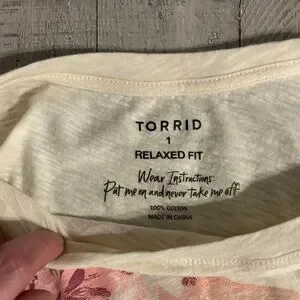 TORRID
1
RELAXED FIT
Wear Instructions:
Put me on and never take me off
100% COTTON
MADE IN CHINA